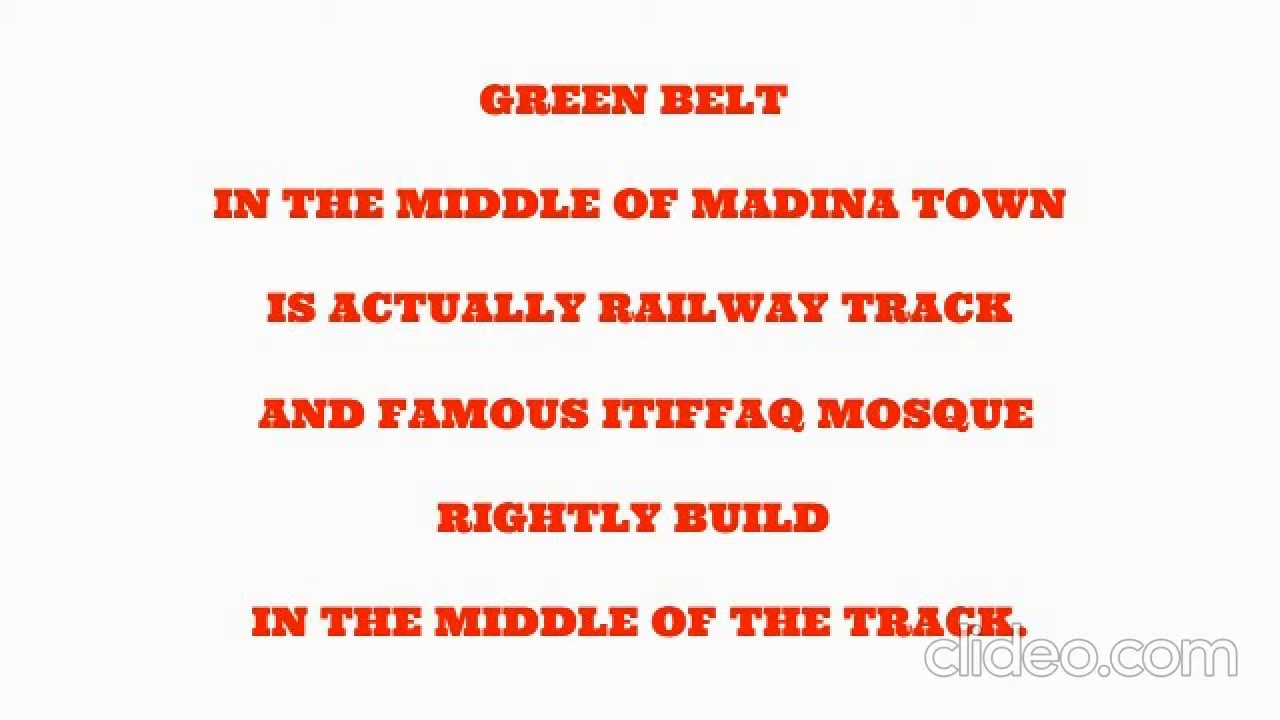 GREEN BELT
IN THE MIDDLE OF MADINA TOWN
IS ACTUALLY RAILWAY TRACK
AND FAMOUS ITIFFAQ MOSQUE
RIGHTLY BUILD
IN THE MIDDLE OF THE TRACK.
clideo.com